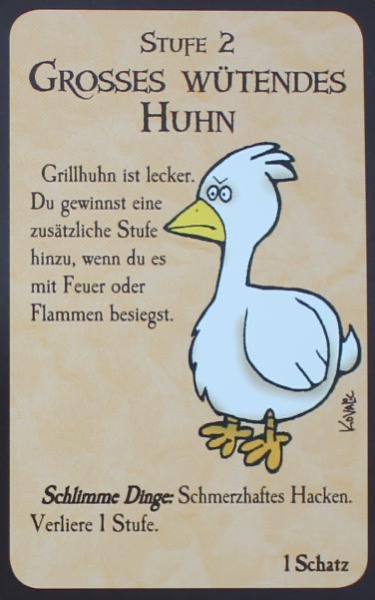 Stufe 2
Grosses wütendes
Huhn
Grillhuhn ist lecker.
Du gewinnst eine
zusätzliche Stufe
hinzu, wenn du es
mit Feuer oder
Flammen besiegst.
Kovalic
Schlimme Dinge: Schmerzhaftes Hacken.
Verliere 1 Stufe.
1 Schatz